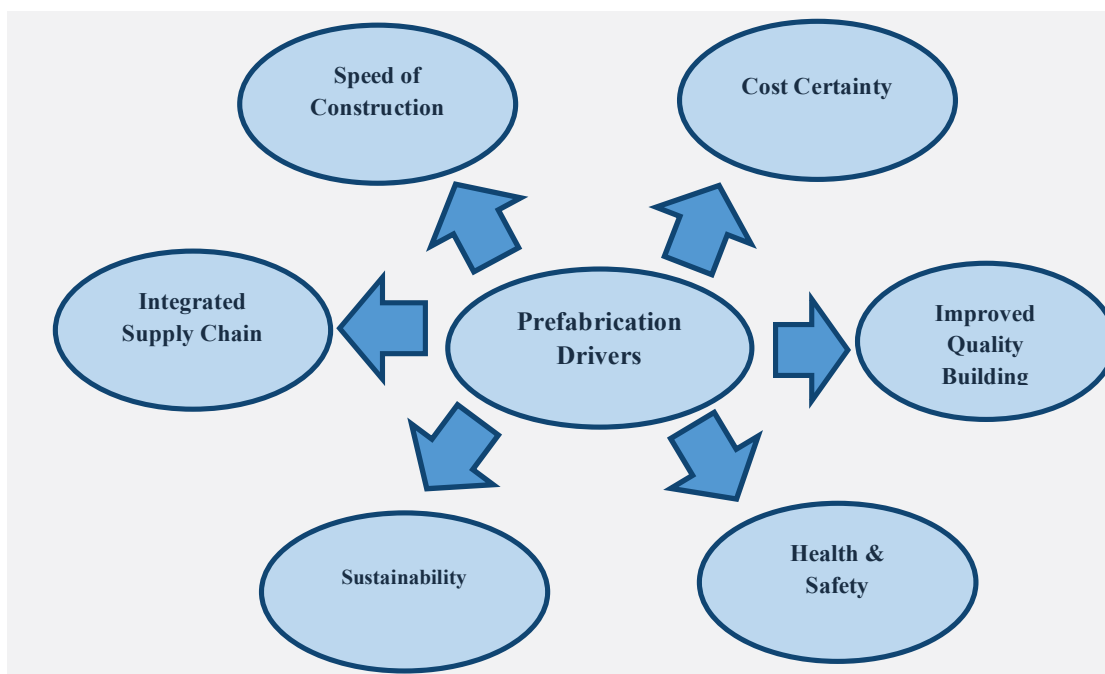 Speed of
Construction
Cost Certainty
Integrated
Supply Chain
Prefabrication
Drivers
Improved
Quality
Building
Sustainability
Health &
Safety